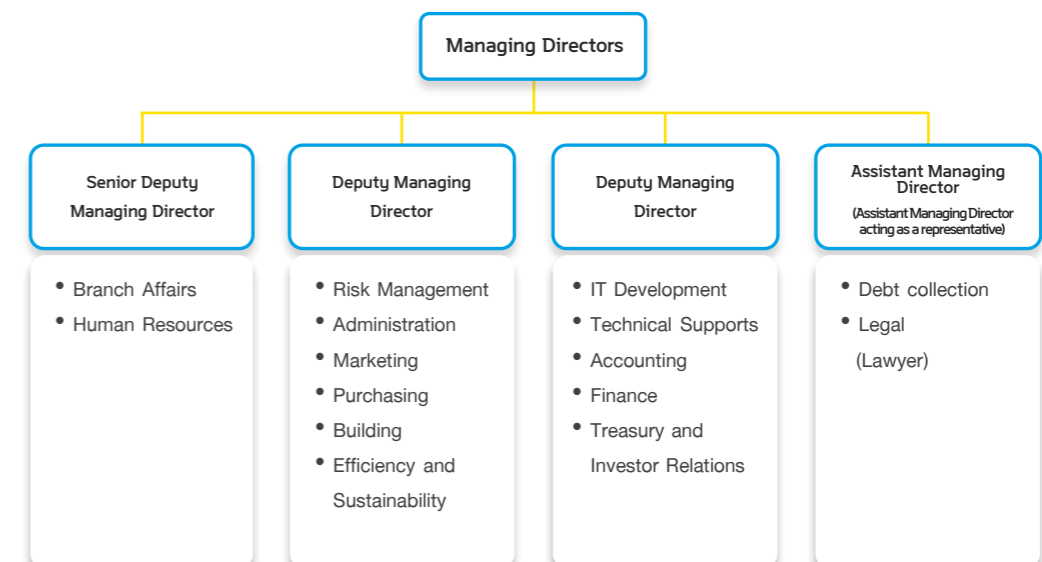 Managing Directors
Senior Deputy
Managing Director
• Branch Affairs
• Human Resources
Deputy Managing
Director
• Risk Management
• Administration
• Marketing
• Purchasing
• Building
• Efficiency and
Sustainability
Deputy Managing
Director
• IT Development
• Technical Supports
• Accounting
• Finance
• Treasury and
Investor Relations
Assistant Managing
Director
(Assistant Managing Director
acting as a representative)
• Debt collection
• Legal
(Lawyer)